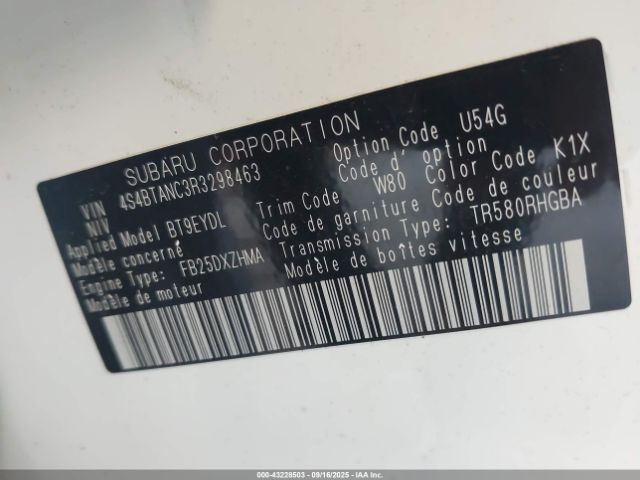 SUBARU CORPORATION
VIN 4S4BTANC3R3298463 Option Code U54G
NIV Code d' option
Applied Model BT9EYDL Trim Code W80 Color Code K1X
Modèle concerné Code de garniture Code de couleur
Engine Type: FB25DXZHMA Transmission Type: TR580RHGBA
Modèle de moteur Modèle de boîtes vitesse
000-43228503 - 09/16/2025 - IAA